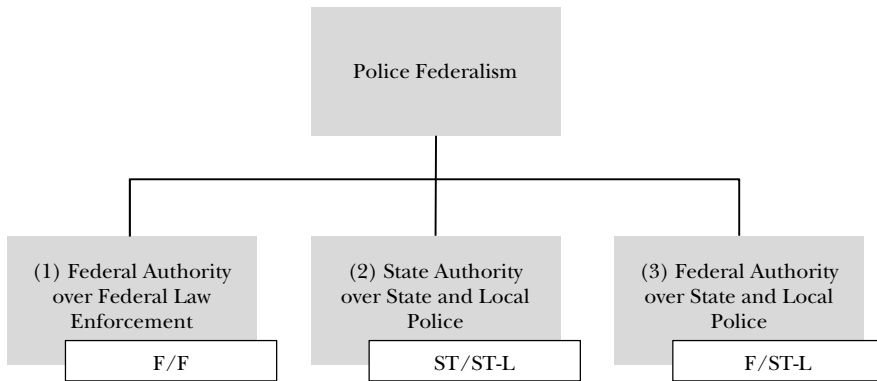 Police Federalism
(1) Federal Authority
over Federal Law
Enforcement
F/F
(2) State Authority
over State and Local
Police
ST/ST-L
(3) Federal Authority
over State and Local
Police
F/ST-L